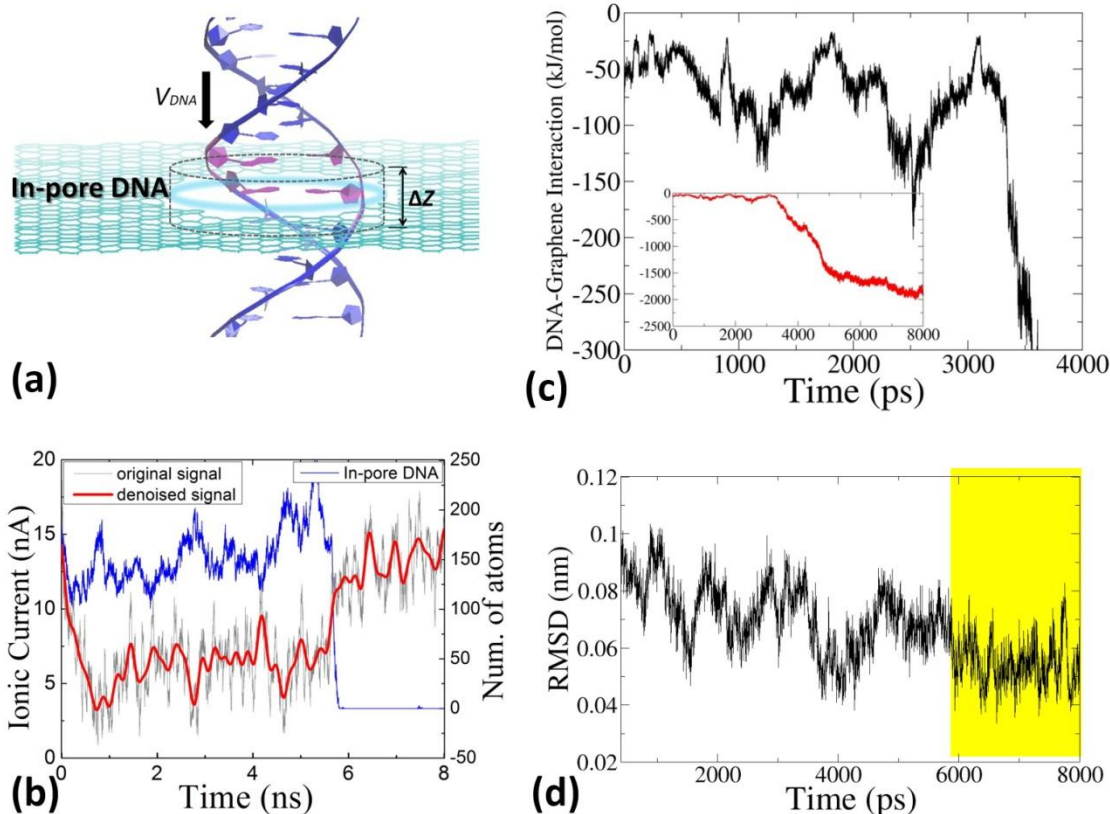 V_DNA
In-pore DNA
ΔZ
(a)
DNA-Graphene Interaction (kJ/mol)
0
-50
-100
-150
-200
-250
-300
0
-500
-1000
-1500
-2000
-2500
0 2000 4000 6000 8000
0 1000 2000 3000 4000
Time (ps)
(c)
original signal
denoised signal
In-pore DNA
Ionic Current (nA)
20
15
10
5
0
250
200
150
100
50
0
-50
Num. of atoms
0 2 4 6 8
Time (ns)
(b)
RMSD (nm)
0.12
0.1
0.08
0.06
0.04
0.02
2000 4000 6000 8000
Time (ps)
(d)